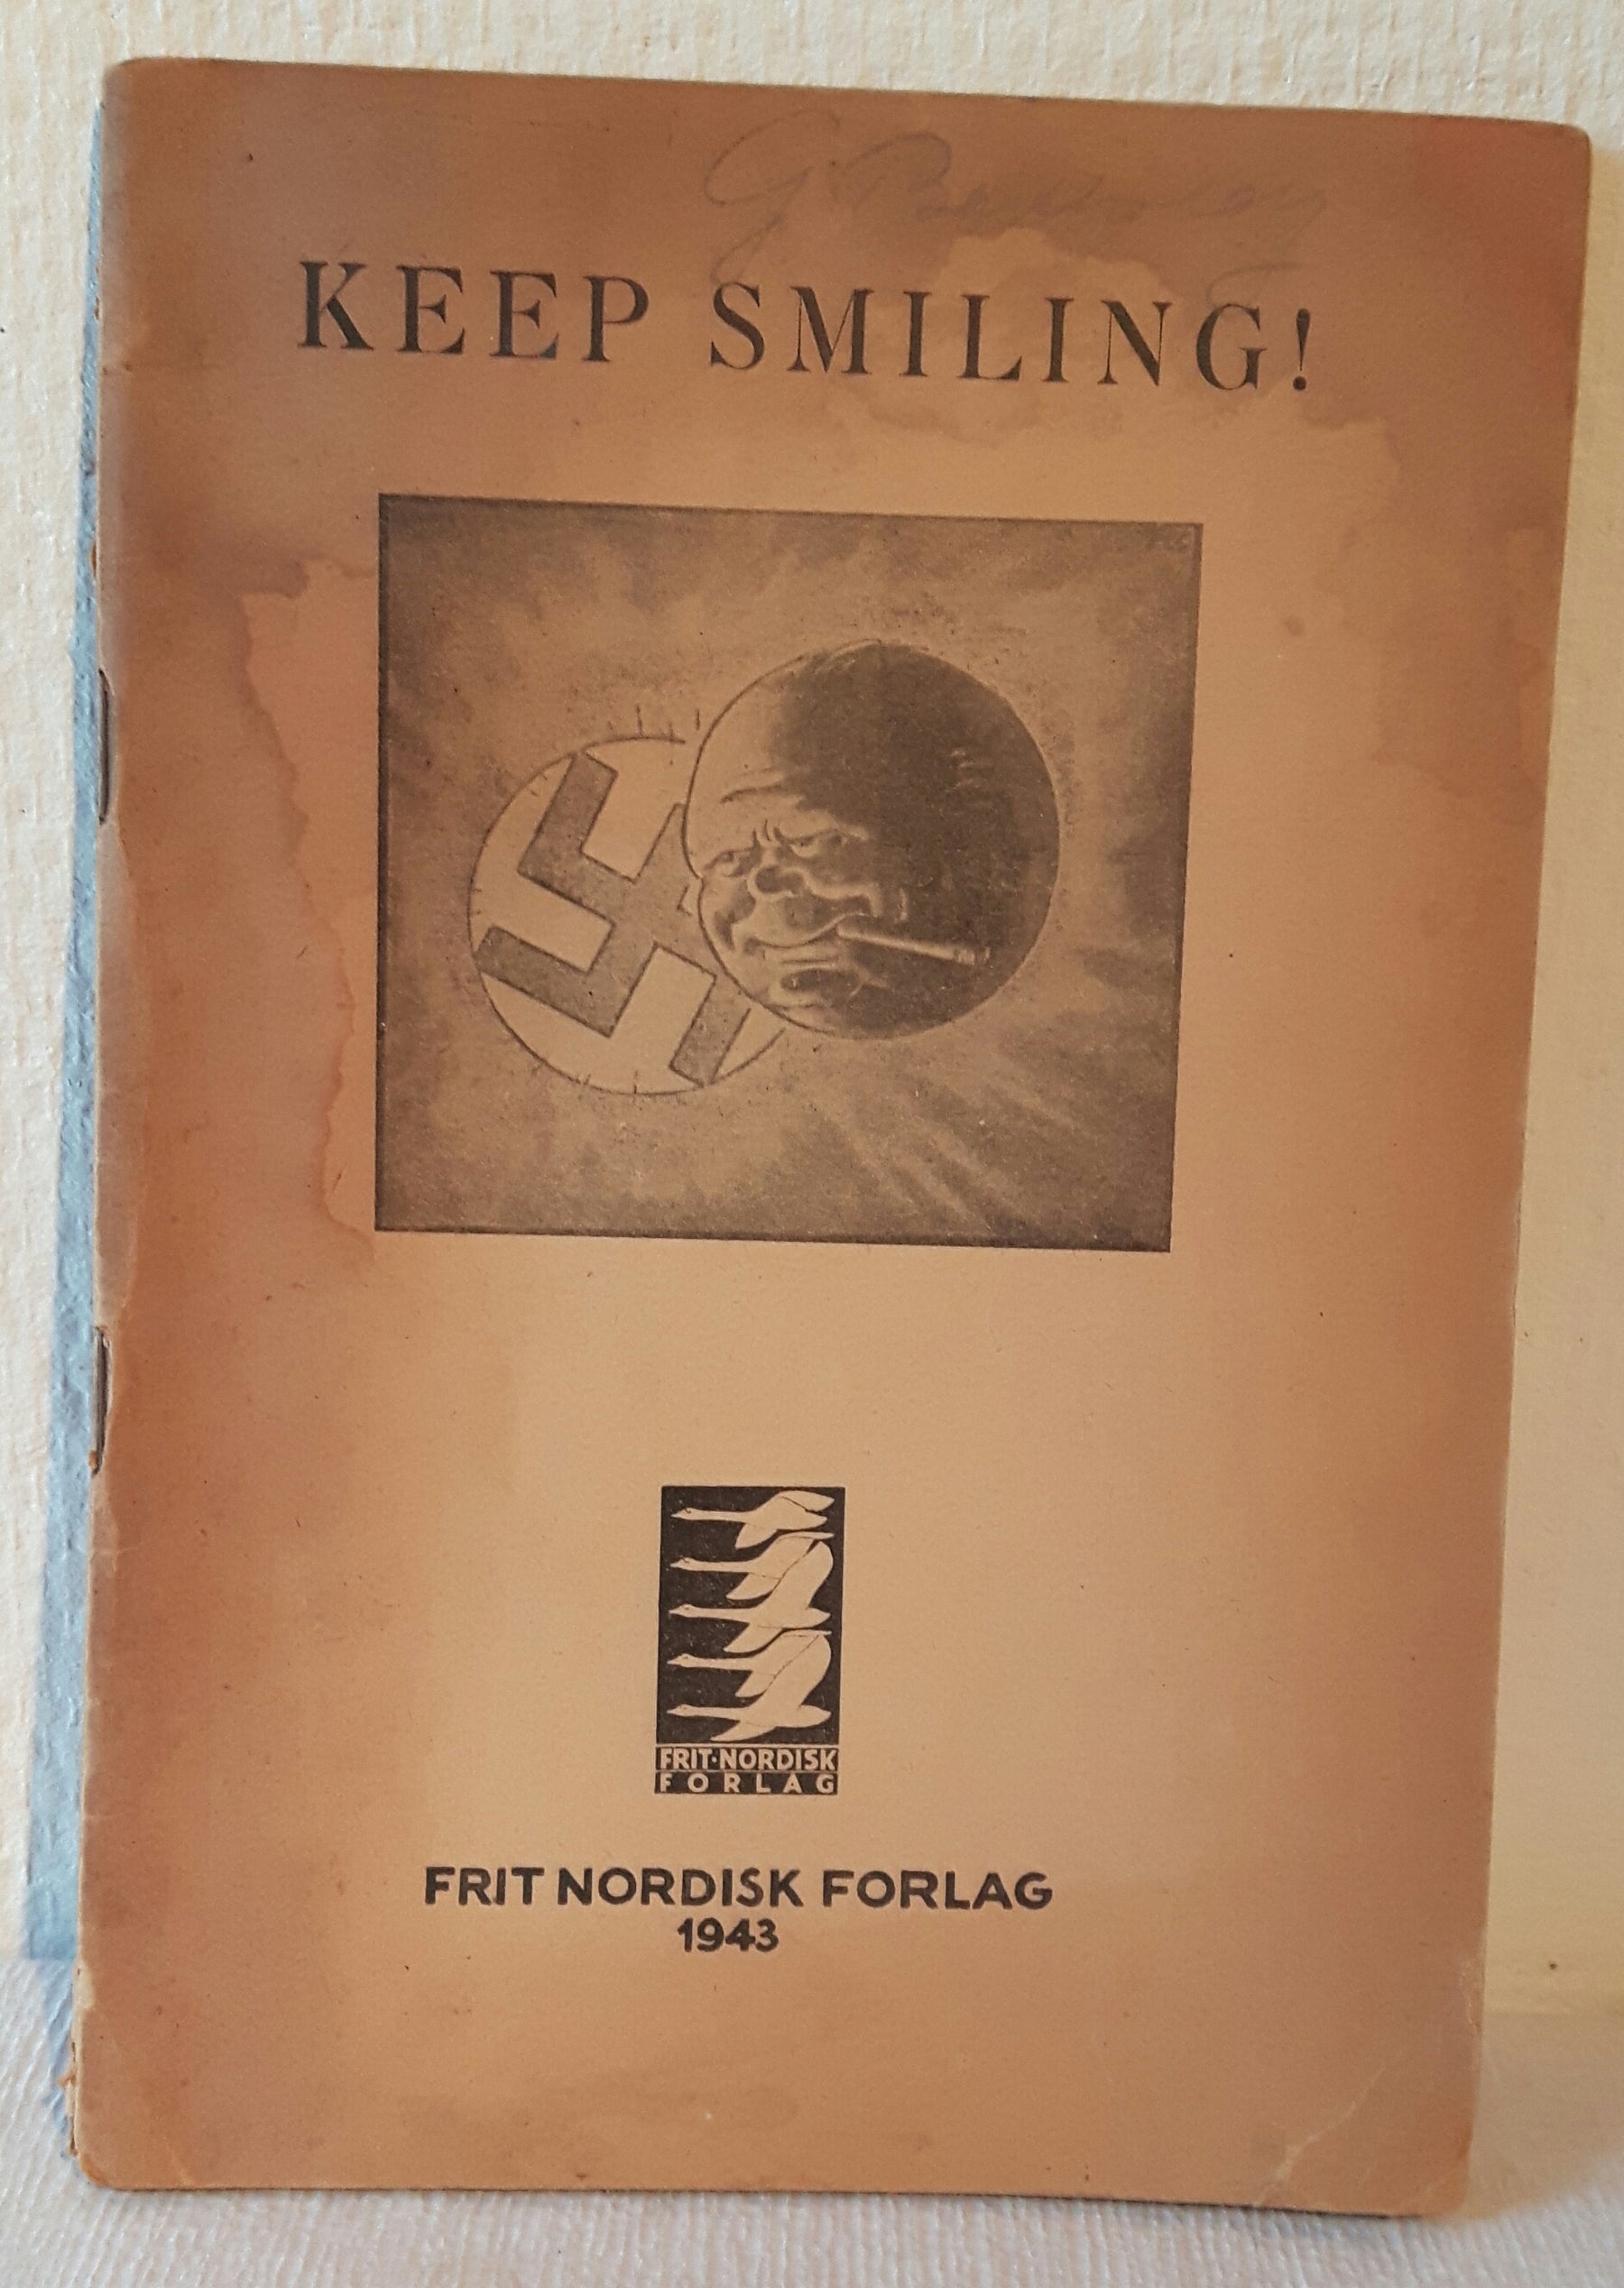 KEEP SMILING!
FRIT·NORDISK
FORLAG
FRIT NORDISK FORLAG
1943